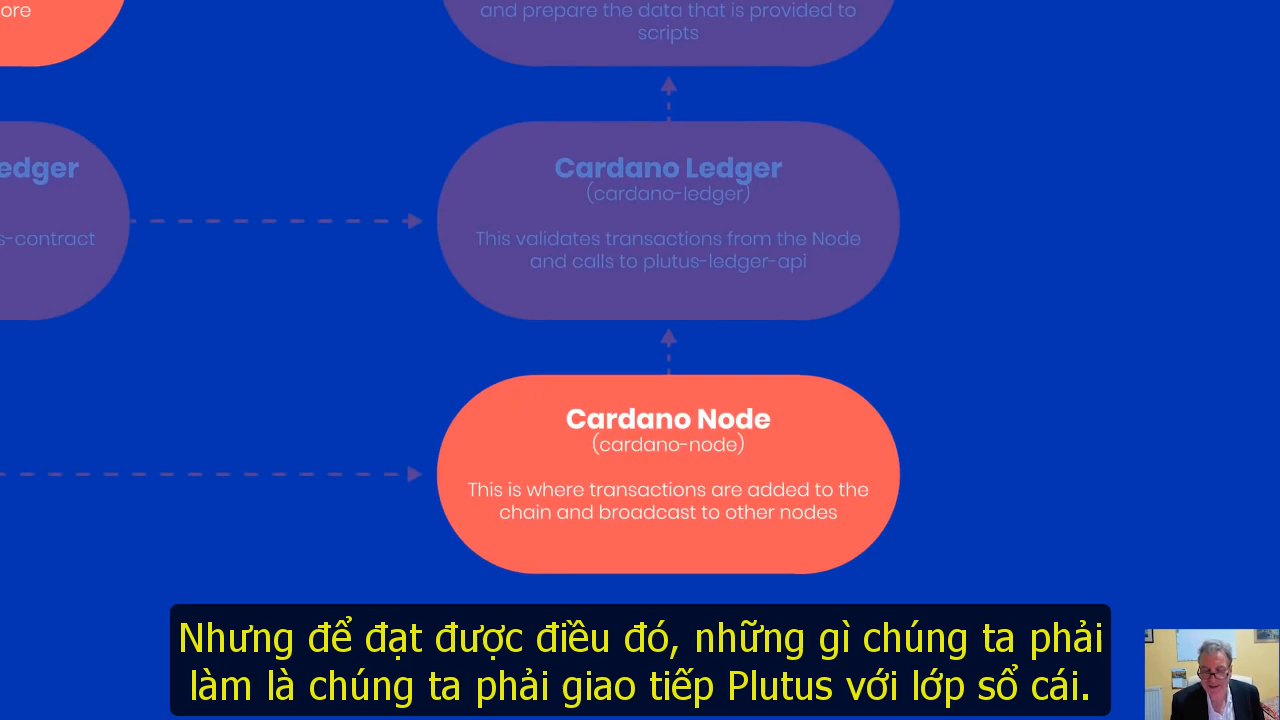 ore
and prepare the data that is provided to
scripts
edger
s-contract
Cardano Ledger
(cardano-ledger)
This validates transactions from the Node
and calls to plutus-ledger-api
Cardano Node
(cardano-node)
This is where transactions are added to the
chain and broadcast to other nodes
Nhưng để đạt được điều đó, những gì chúng ta phải
làm là chúng ta phải giao tiếp Plutus với lớp sổ cái.